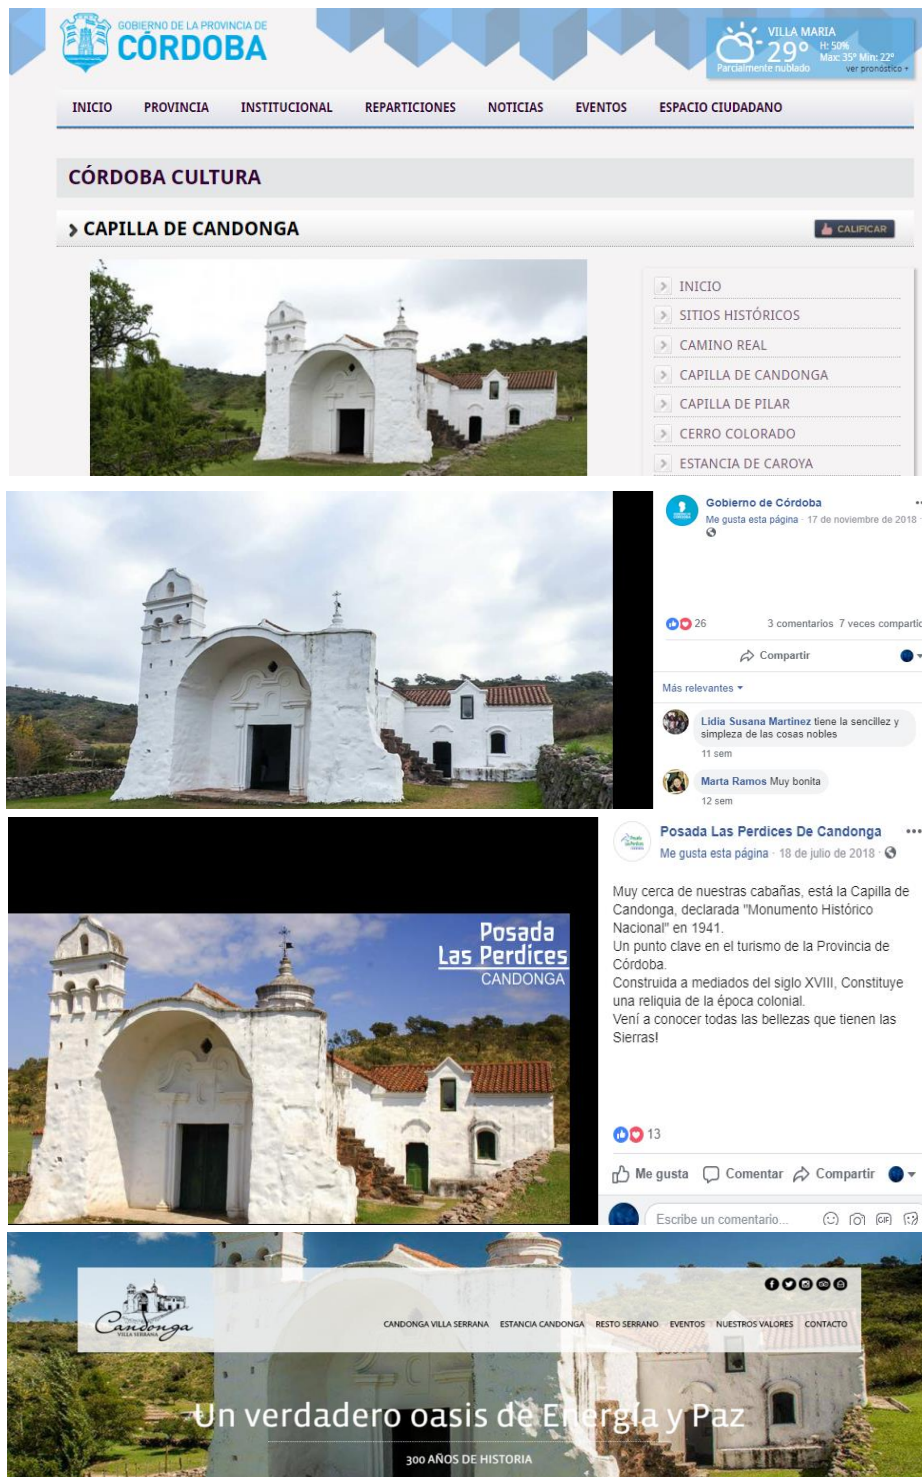 GOBIERNO DE LA PROVINCIA DE
CÓRDOBA
VILLA MARIA
29°
H: 50%
Máx: 35° Min: 22°
Parcialmente nublado
ver pronóstico +
INICIO PROVINCIA INSTITUCIONAL REPARTICIONES NOTICIAS EVENTOS ESPACIO CIUDADANO
CÓRDOBA CULTURA
CAPILLA DE CANDONGA
CALIFICAR
INICIO
SITIOS HISTÓRICOS
CAMINO REAL
CAPILLA DE CANDONGA
CAPILLA DE PILAR
CERRO COLORADO
ESTANCIA DE CAROYA
Gobierno de Córdoba
Me gusta esta página · 17 de noviembre de 2018 ·
26
3 comentarios 7 veces compartid
Compartir
Más relevantes
Lidia Susana Martinez tiene la sencillez y
simpleza de las cosas nobles
11 sem
Marta Ramos Muy bonita
12 sem
Posada
Las Perdices
CANDONGA
Posada Las Perdices De Candonga
Me gusta esta página · 18 de julio de 2018 ·
Muy cerca de nuestras cabañas, está la Capilla de
Candonga, declarada "Monumento Histórico
Nacional" en 1941.
Un punto clave en el turismo de la Provincia de
Córdoba.
Construida a mediados del siglo XVIII, Constituye
una reliquia de la época colonial.
Vení a conocer todas las bellezas que tienen las
Sierras!
13
Me gusta Comentar Compartir
Escribe un comentario...
GIF
Candonga
VILLA SERRANA
CANDONGA VILLA SERRANA ESTANCIA CANDONGA RESTO SERRANO EVENTOS NUESTROS VALORES CONTACTO
Un verdadero oasis de Energía y Paz
300 AÑOS DE HISTORIA